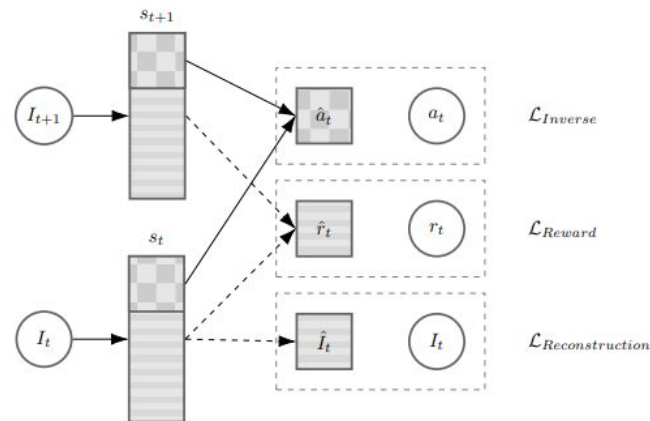 s_{t+1}
I_{t+1}
â_t
a_t
ℒ_{Inverse}
r̂_t
r_t
ℒ_{Reward}
s_t
I_t
Î_t
I_t
ℒ_{Reconstruction}